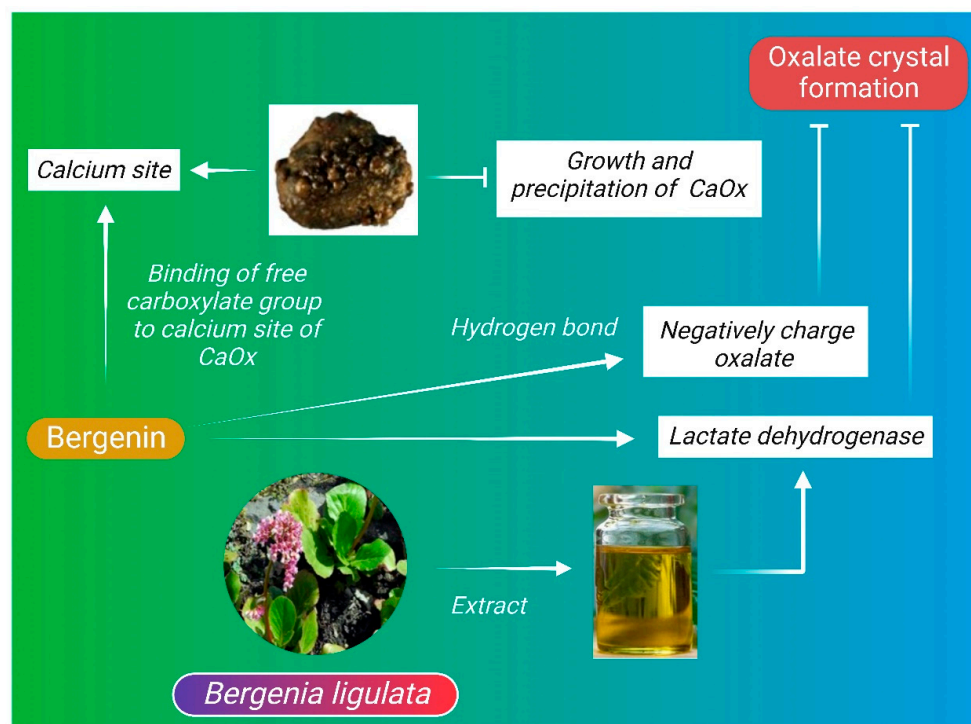 Oxalate crystal
formation
Calcium site
Growth and
precipitation of CaOx
Binding of free
carboxylate group
to calcium site of
CaOx
Hydrogen bond
Negatively charge
oxalate
Bergenin
Lactate dehydrogenase
Extract
Bergenia ligulata